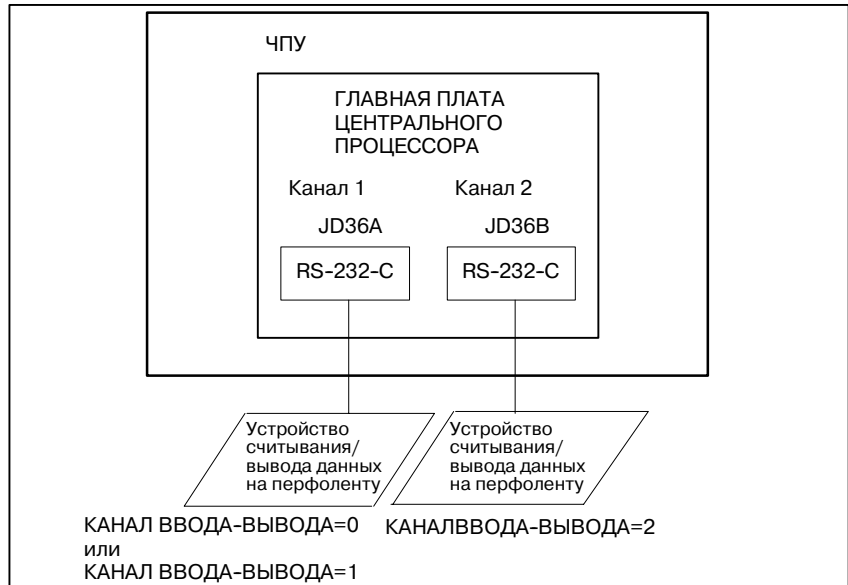 ЧПУ
ГЛАВНАЯ ПЛАТА
ЦЕНТРАЛЬНОГО
ПРОЦЕССОРА
Канал 1
Канал 2
JD36A
JD36B
RS-232-C
RS-232-C
Устройство
считывания/
вывода данных
на перфоленту
Устройство
считывания/
вывода данных
на перфоленту
КАНАЛ ВВОДА-ВЫВОДА=0
или
КАНАЛ ВВОДА-ВЫВОДА=1
КАНАЛВВОДА-ВЫВОДА=2